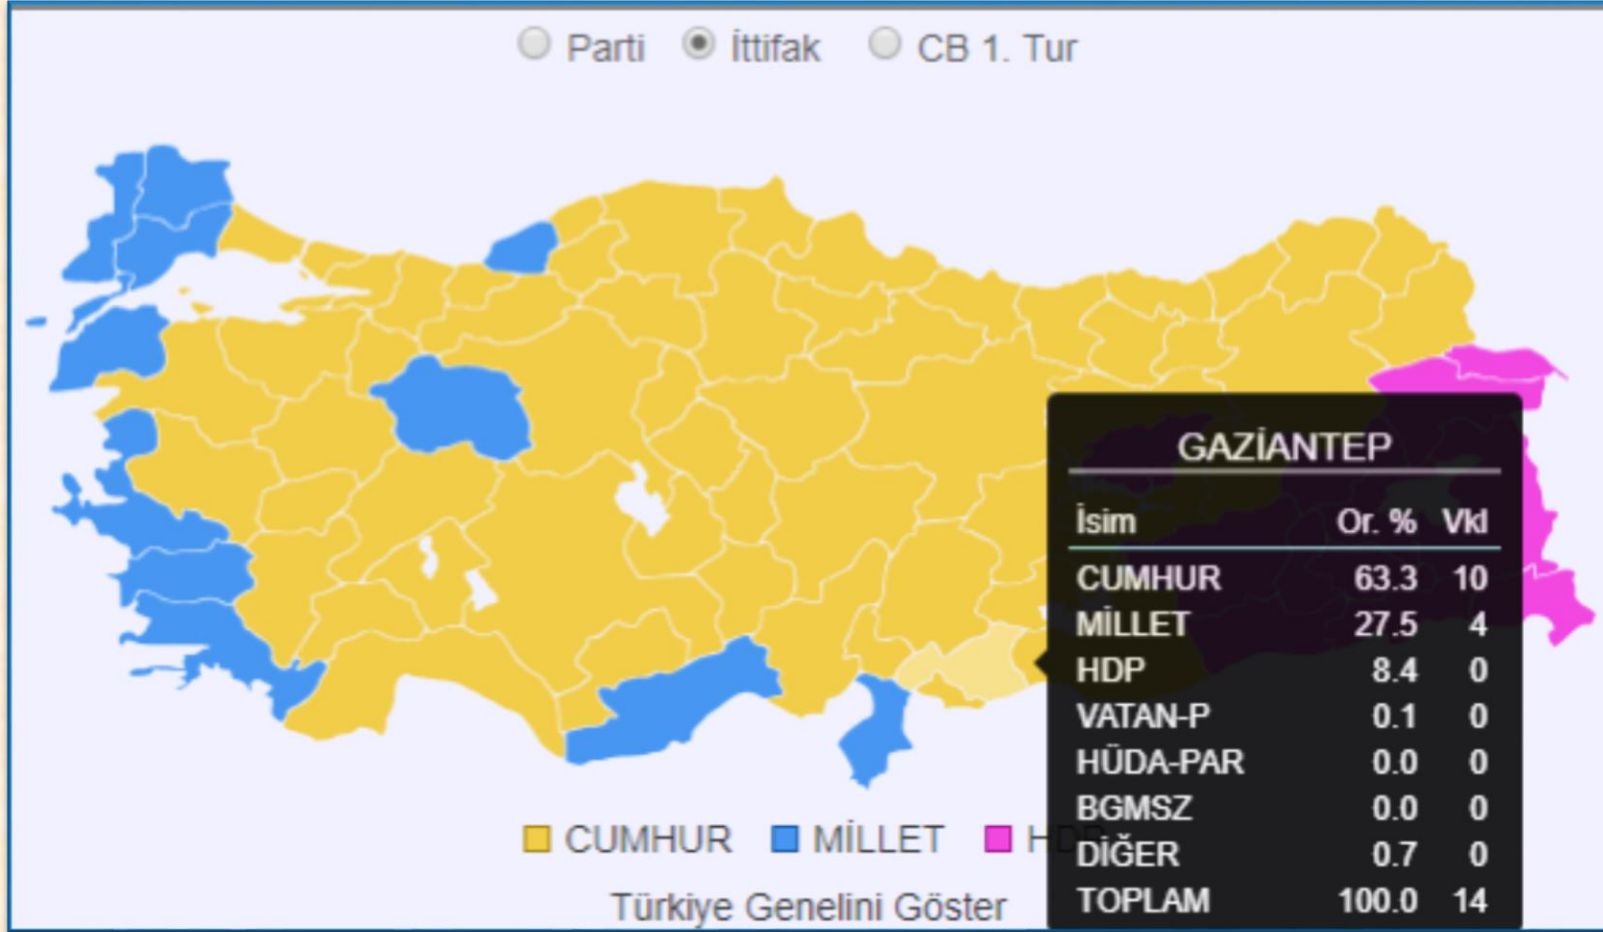 Parti İttifak CB 1. Tur
GAZİANTEP
İsim Or. % Vkl
CUMHUR 63.3 10
MİLLET 27.5 4
HDP 8.4 0
VATAN-P 0.1 0
HÜDA-PAR 0.0 0
BGMSZ 0.0 0
DİĞER 0.7 0
TOPLAM 100.0 14
CUMHUR MİLLET HDP
Türkiye Genelini Göster